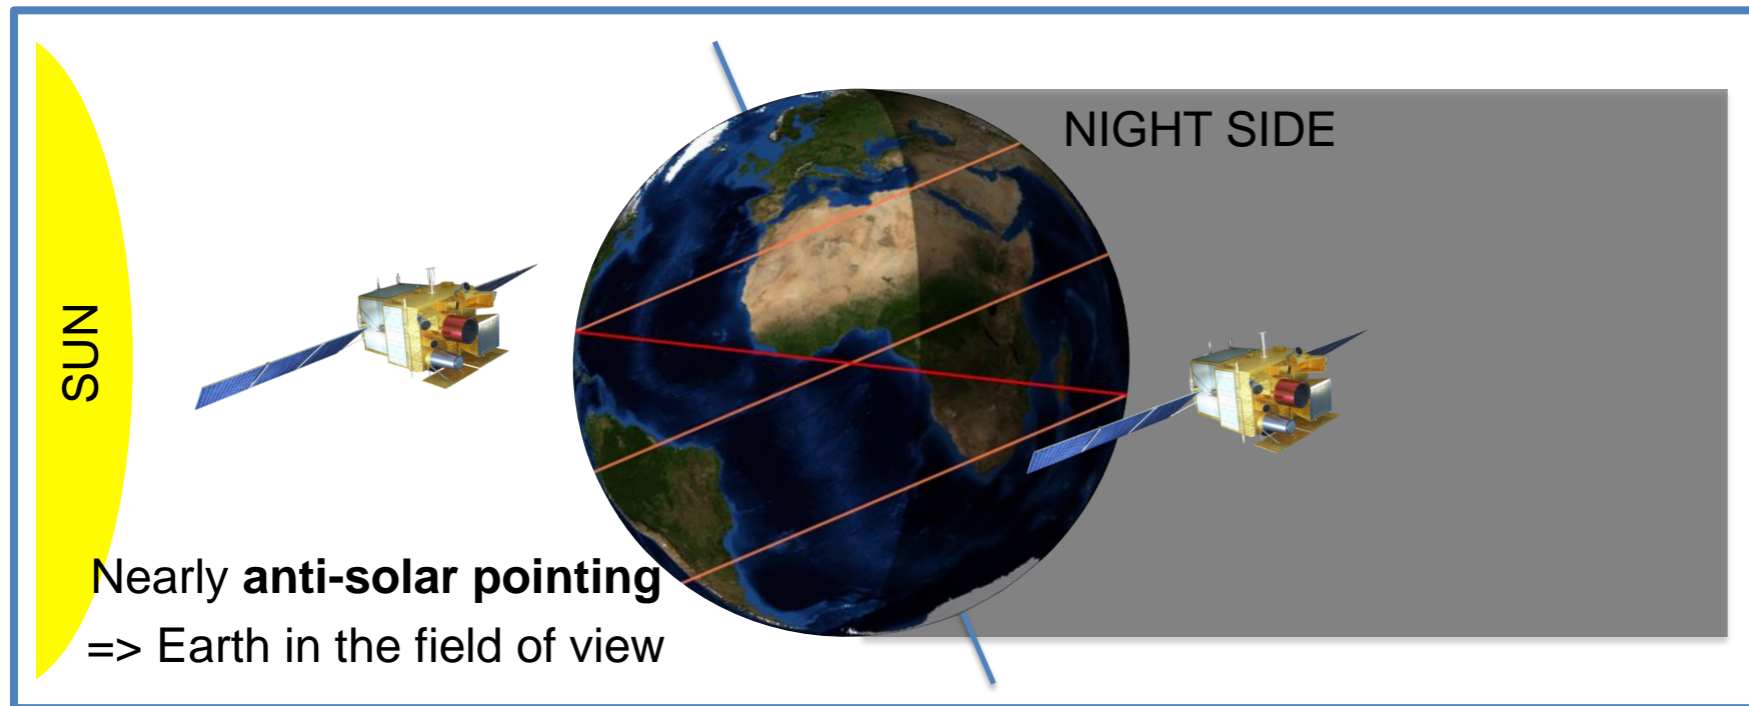 NIGHT SIDE
SUN
Nearly anti-solar pointing
=> Earth in the field of view